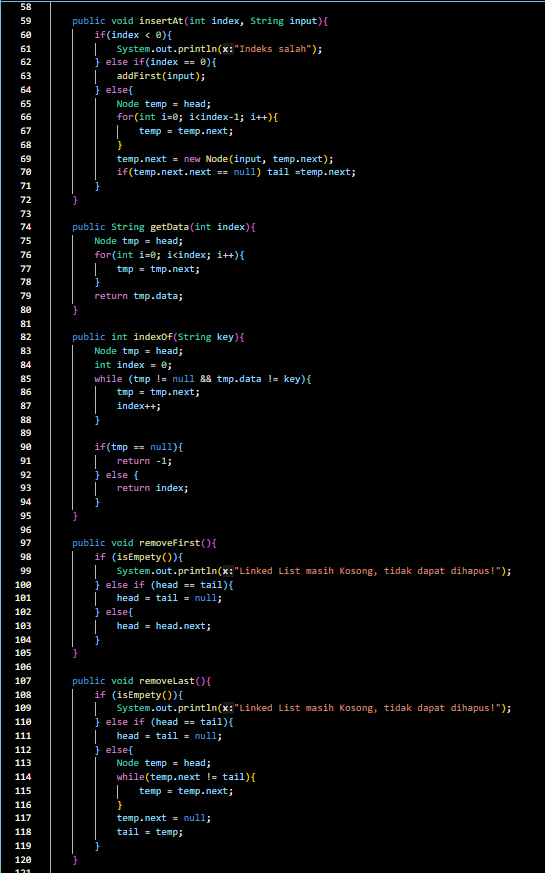 58
59 public void insertAt(int index, String input){
60 if(index < 0){
61 System.out.println(x:"Indeks salah");
62 } else if(index == 0){
63 addFirst(input);
64 } else{
65 Node temp = head;
66 for(int i=0; i<index-1; i++){
67 temp = temp.next;
68 }
69 temp.next = new Node(input, temp.next);
70 if(temp.next.next == null) tail =temp.next;
71 }
72 }
73
74 public String getData(int index){
75 Node tmp = head;
76 for(int i=0; i<index; i++){
77 tmp = tmp.next;
78 }
79 return tmp.data;
80 }
81
82 public int indexOf(String key){
83 Node tmp = head;
84 int index = 0;
85 while (tmp != null && tmp.data != key){
86 tmp = tmp.next;
87 index++;
88 }
89
90 if(tmp == null){
91 return -1;
92 } else {
93 return index;
94 }
95 }
96
97 public void removeFirst(){
98 if (isEmpety()){
99 System.out.println(x:"Linked List masih Kosong, tidak dapat dihapus!");
100 } else if (head == tail){
101 head = tail = null;
102 } else{
103 head = head.next;
104 }
105 }
106
107 public void removeLast(){
108 if (isEmpety()){
109 System.out.println(x:"Linked List masih Kosong, tidak dapat dihapus!");
110 } else if (head == tail){
111 head = tail = null;
112 } else{
113 Node temp = head;
114 while(temp.next != tail){
115 temp = temp.next;
116 }
117 temp.next = null;
118 tail = temp;
119 }
120 }
121